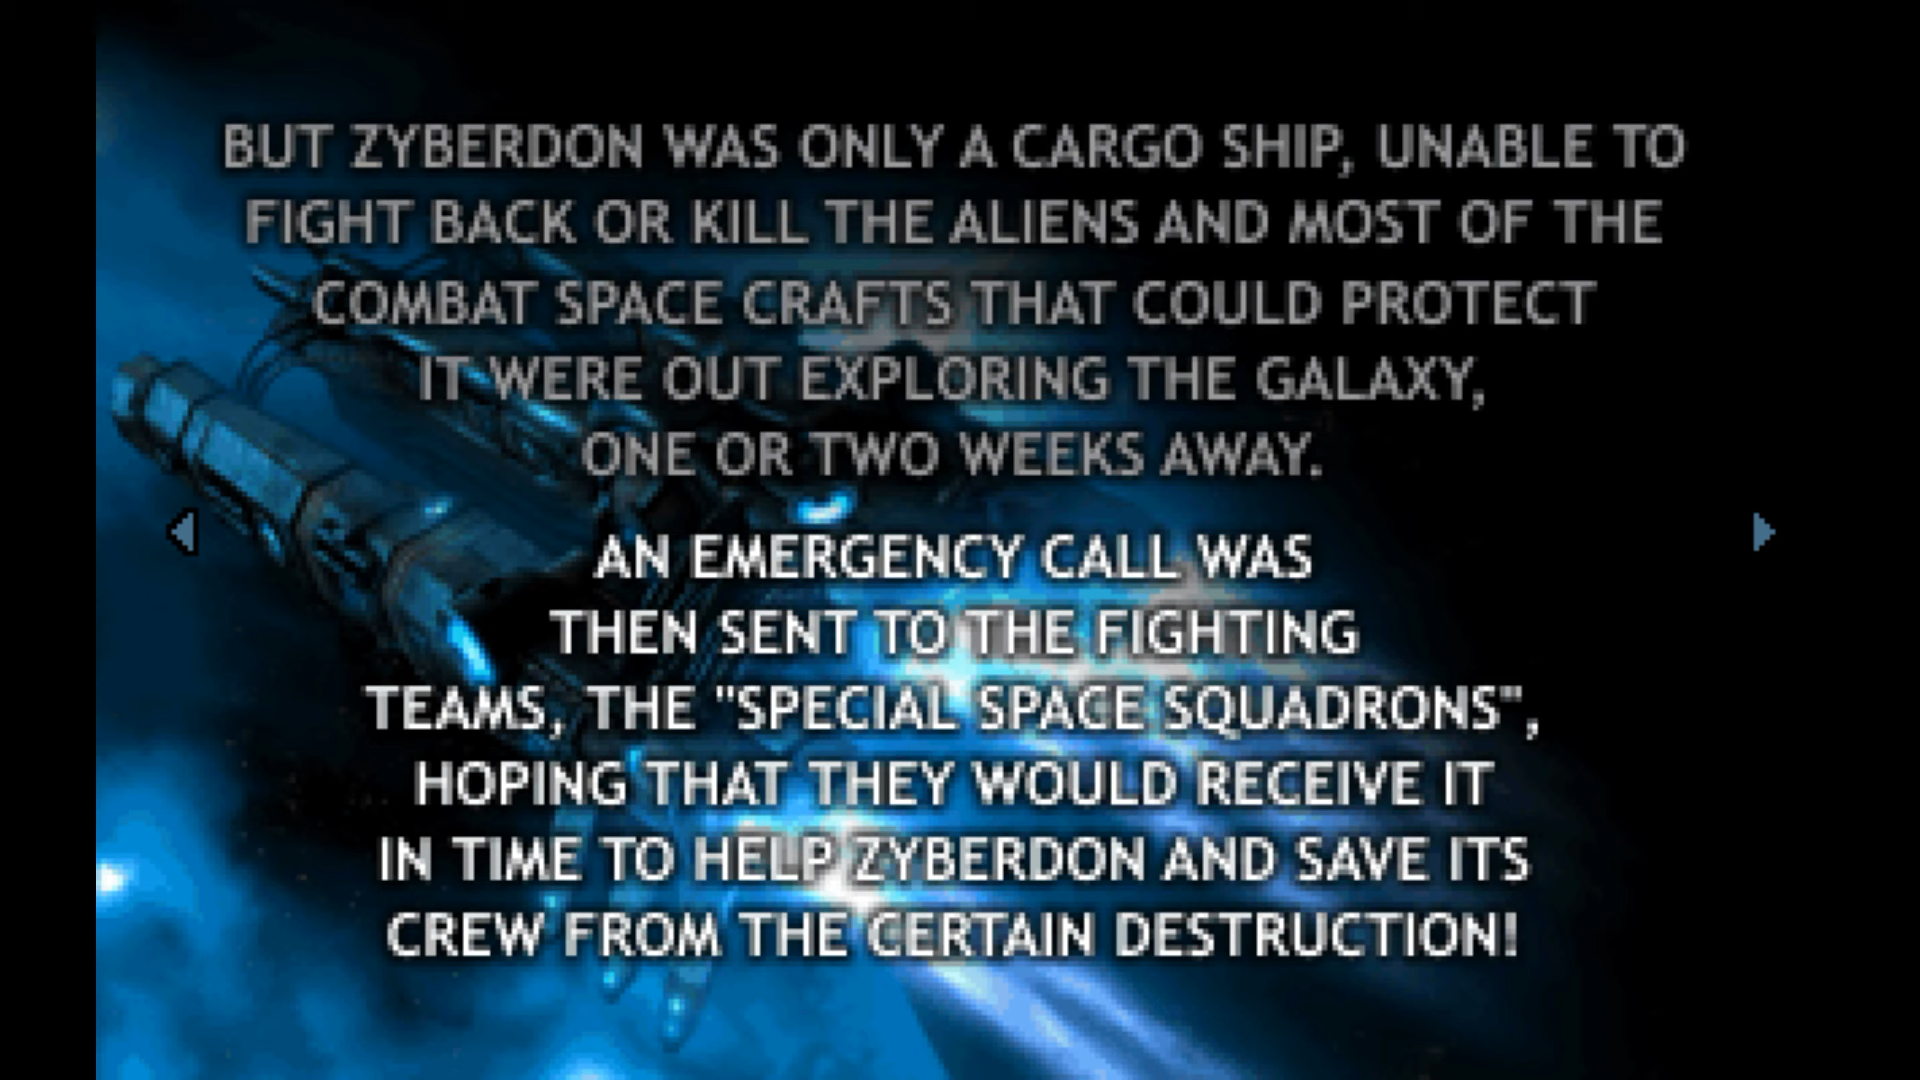 BUT ZYBERDON WAS ONLY A CARGO SHIP, UNABLE TO
FIGHT BACK OR KILL THE ALIENS AND MOST OF THE
COMBAT SPACE CRAFTS THAT COULD PROTECT
IT WERE OUT EXPLORING THE GALAXY,
ONE OR TWO WEEKS AWAY.
AN EMERGENCY CALL WAS
THEN SENT TO THE FIGHTING
TEAMS, THE "SPECIAL SPACE SQUADRONS",
HOPING THAT THEY WOULD RECEIVE IT
IN TIME TO HELP ZYBERDON AND SAVE ITS
CREW FROM THE CERTAIN DESTRUCTION!